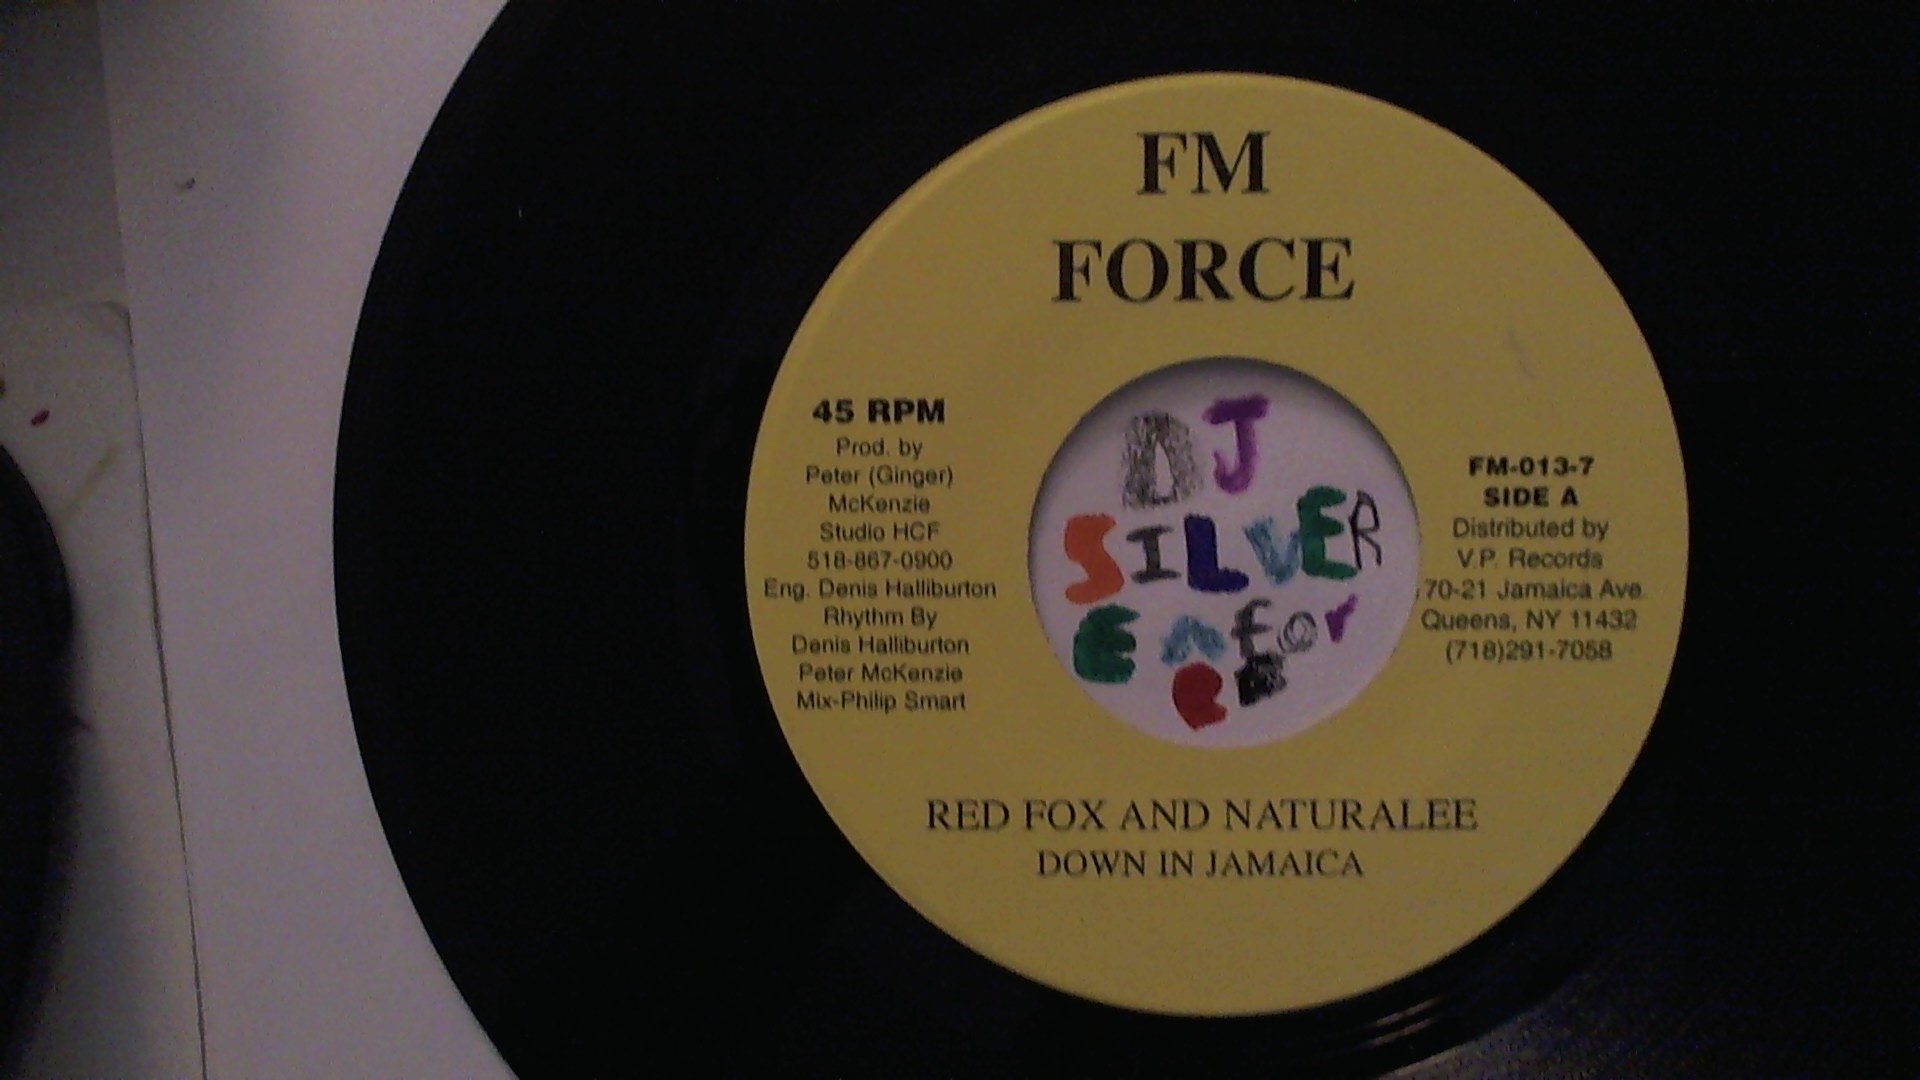 FM
FORCE
45 RPM
Prod. by
Peter (Ginger)
McKenzie
Studio HCF
518-867-0900
Eng. Denis Halliburton
Rhythm By
Denis Halliburton
Peter McKenzie
Mix-Philip Smart
DJ
SILVER
EnFor
CE
FM-013-7
SIDE A
Distributed by
V.P. Records
70-21 Jamaica Ave.
Queens, NY 11432
(718)291-7058
RED FOX AND NATURALEE
DOWN IN JAMAICA